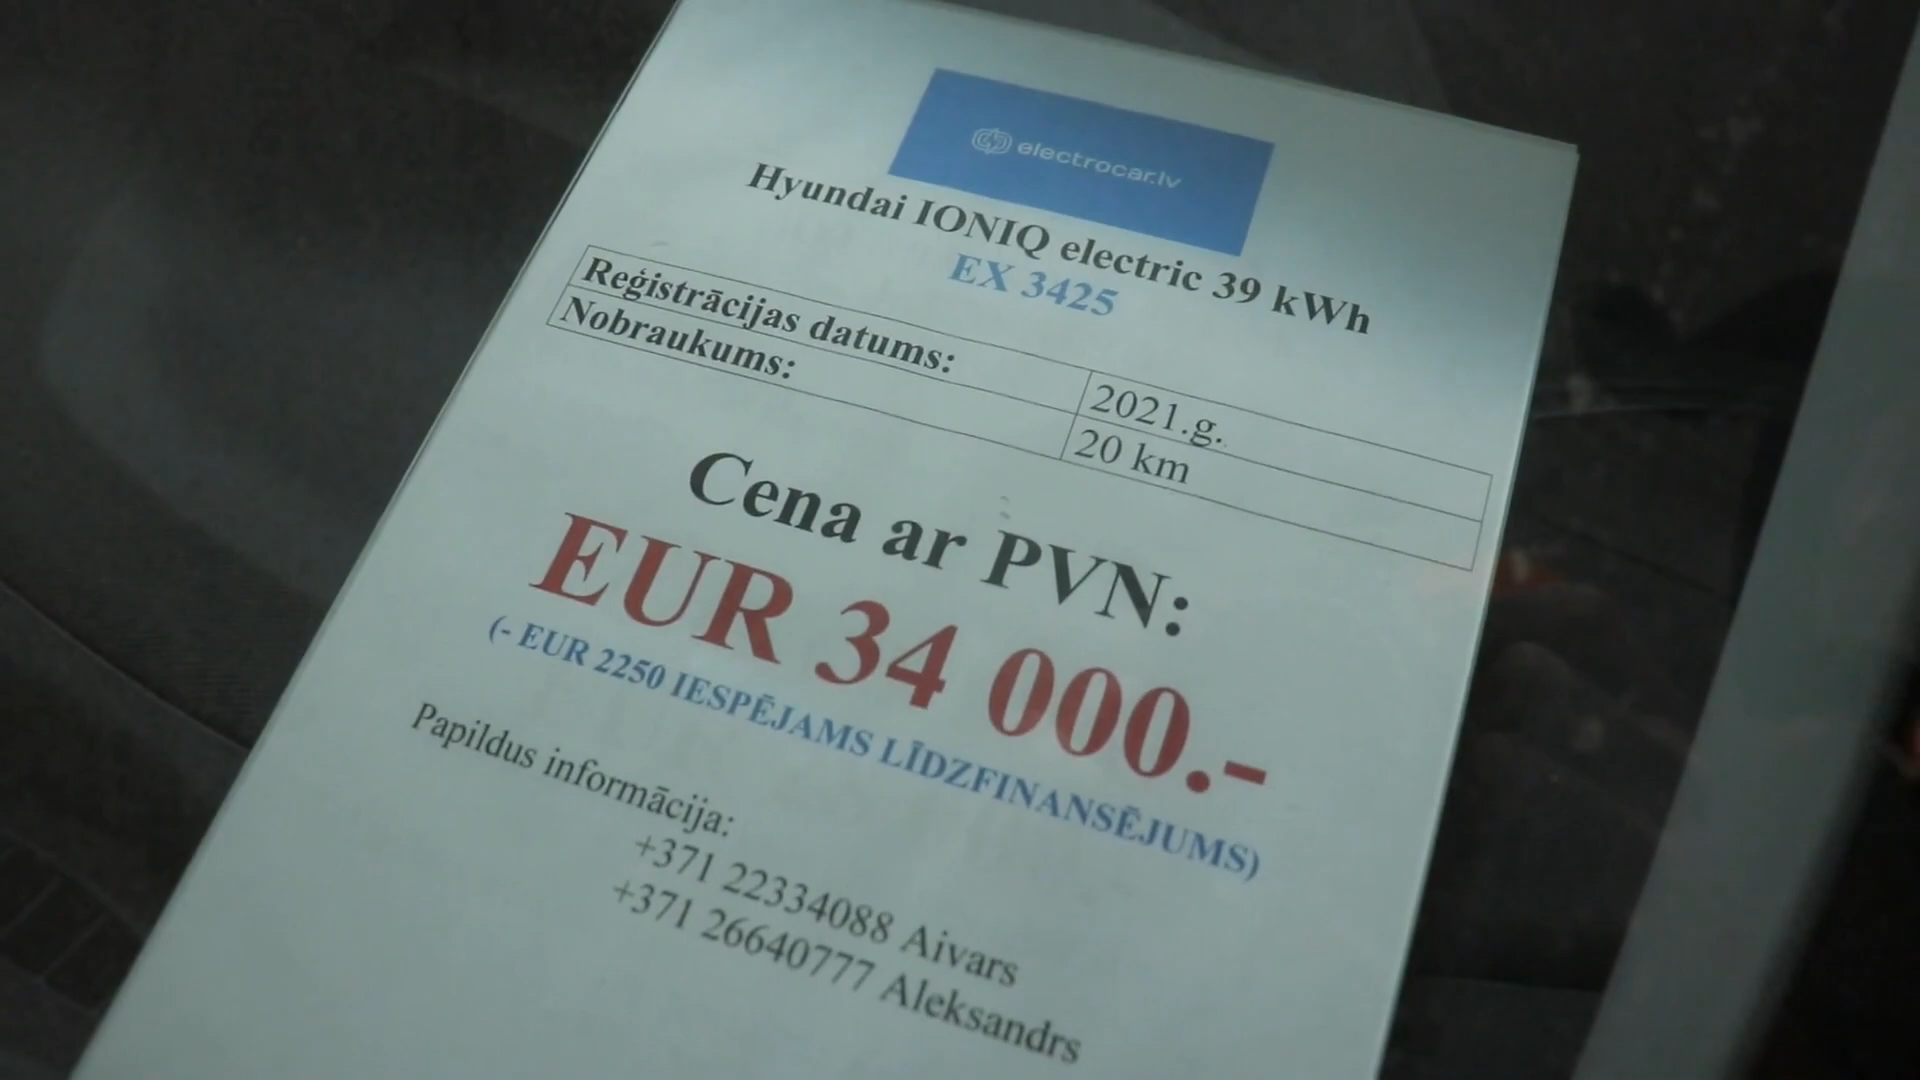 electrocar.lv
Hyundai IONIQ electric 39 kWh
EX 3425
Reģistrācijas datums: 2021.g.
Nobraukums: 20 km
Cena ar PVN:
EUR 34 000.-
(- EUR 2250 IESPĒJAMS LĪDZFINANSĒJUMS)
Papildus informācija:
+371 22334088 Aivars
+371 26640777 Aleksandrs